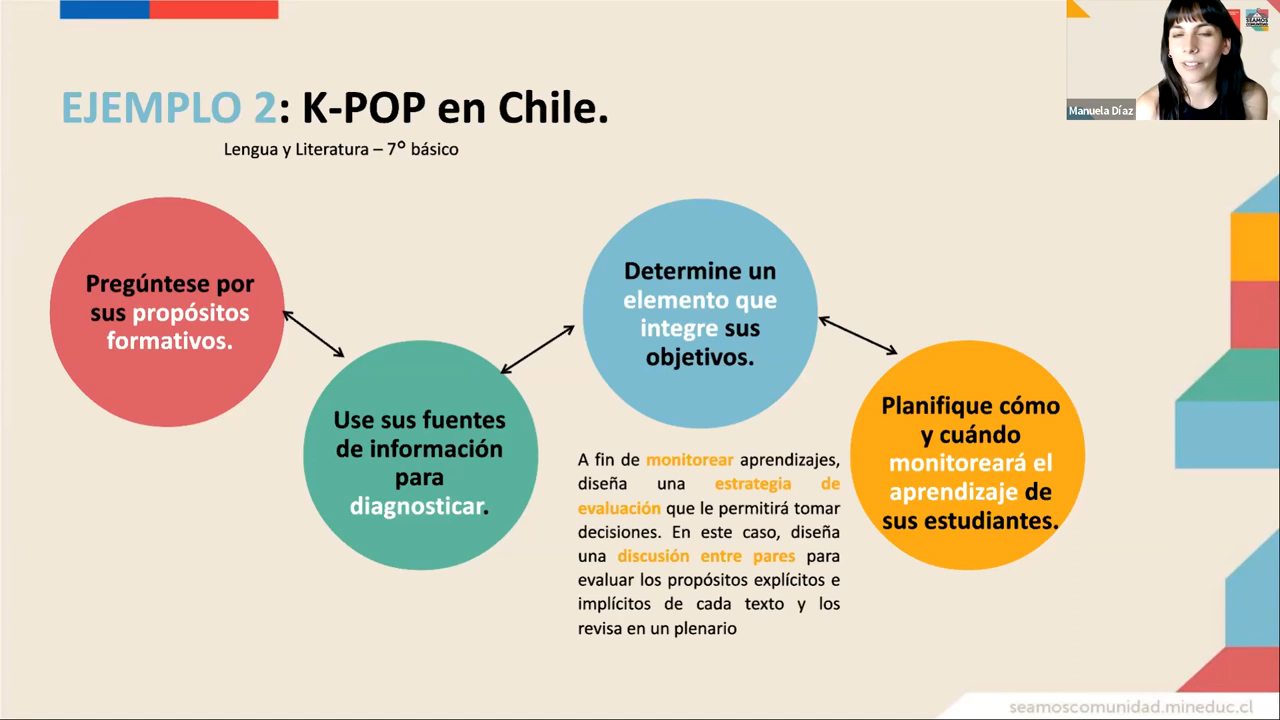 SEAMOS
COMUNIDAD
Manuela Díaz
EJEMPLO 2: K-POP en Chile.
Lengua y Literatura – 7° básico
Pregúntese por
sus propósitos
formativos.
Use sus fuentes
de información
para
diagnosticar.
Determine un
elemento que
integre sus
objetivos.
A fin de monitorear aprendizajes,
diseña una estrategia de
evaluación que le permitirá tomar
decisiones. En este caso, diseña
una discusión entre pares para
evaluar los propósitos explícitos e
implícitos de cada texto y los
revisa en un plenario
Planifique cómo
y cuándo
monitoreará el
aprendizaje de
sus estudiantes.
seamoscomunidad.mineduc.cl